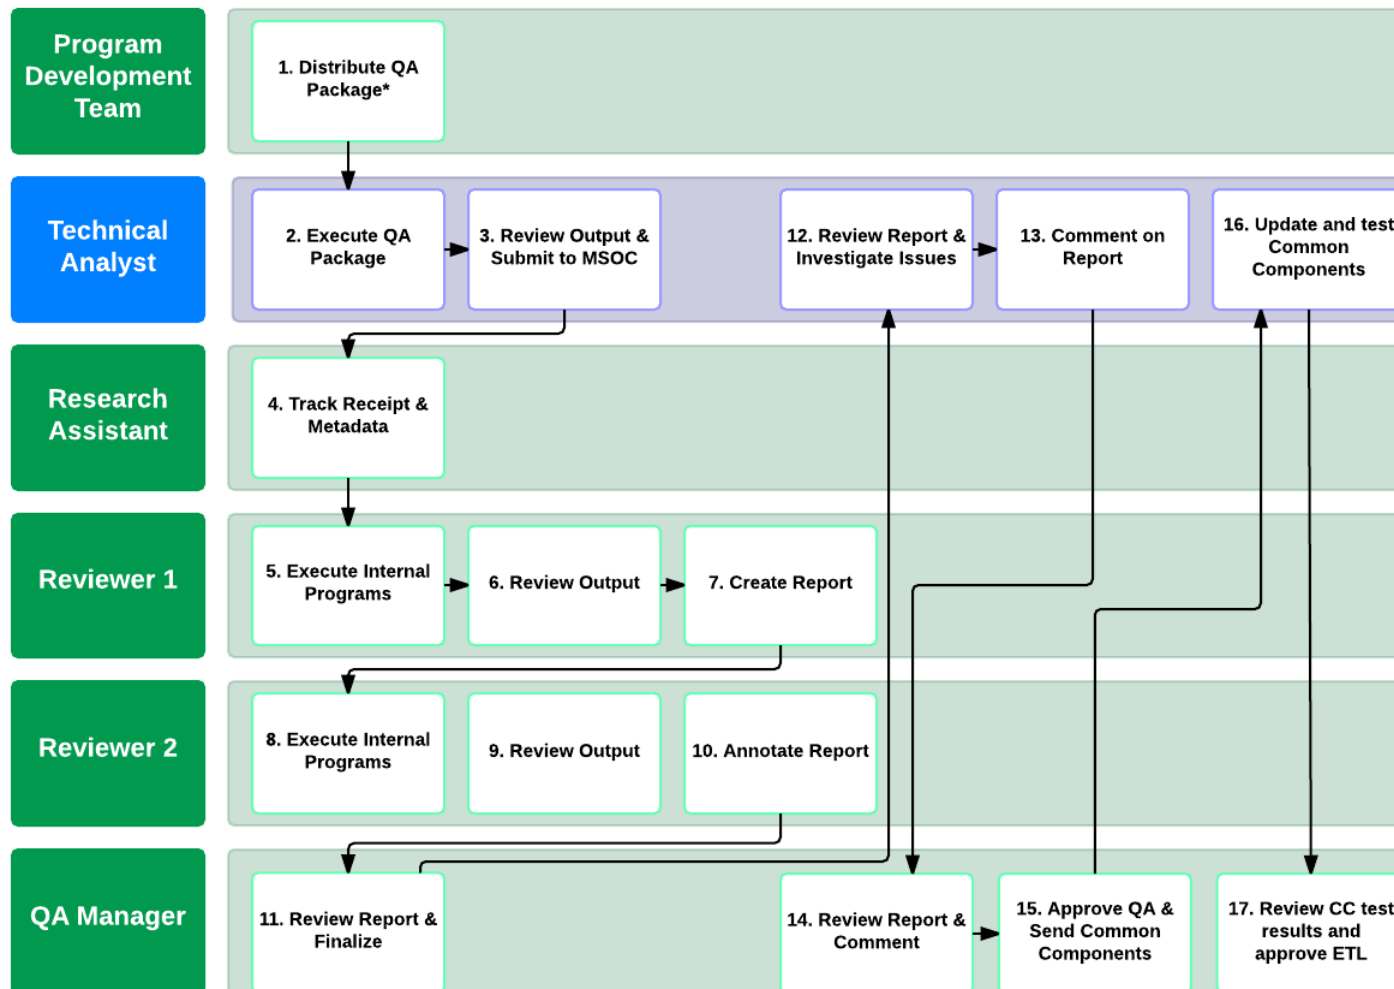 Program
Development
Team
1. Distribute QA
Package*
Technical
Analyst
2. Execute QA
Package
3. Review Output &
Submit to MSOC
12. Review Report &
Investigate Issues
13. Comment on
Report
16. Update and test
Common
Components
Research
Assistant
4. Track Receipt &
Metadata
Reviewer 1
5. Execute Internal
Programs
6. Review Output
7. Create Report
Reviewer 2
8. Execute Internal
Programs
9. Review Output
10. Annotate Report
QA Manager
11. Review Report &
Finalize
14. Review Report &
Comment
15. Approve QA &
Send Common
Components
17. Review CC test
results and
approve ETL